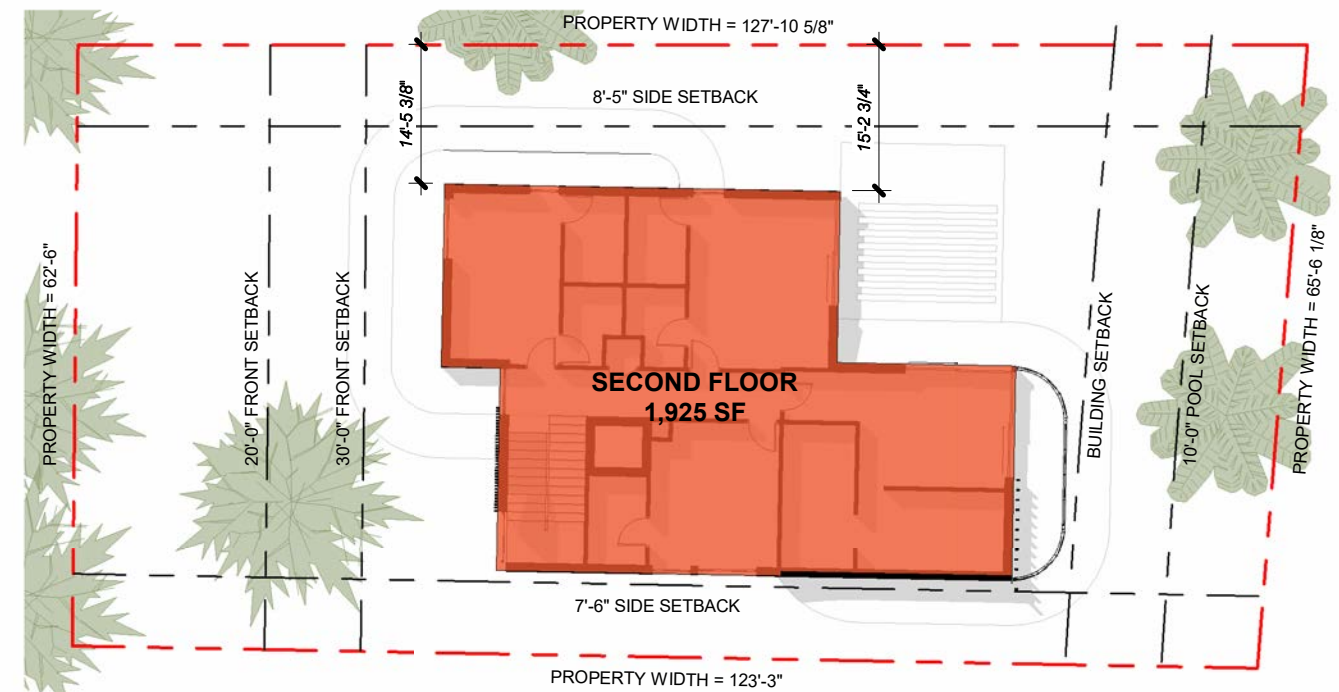 PROPERTY WIDTH = 127'-10 5/8"
14'-5 3/8"
8'-5" SIDE SETBACK
15'-2 3/4"
PROPERTY WIDTH = 62'-6"
20'-0" FRONT SETBACK
30'-0" FRONT SETBACK
SECOND FLOOR
1,925 SF
BUILDING SETBACK
10'-0" POOL SETBACK
PROPERTY WIDTH = 65'-6 1/8"
7'-6" SIDE SETBACK
PROPERTY WIDTH = 123'-3"